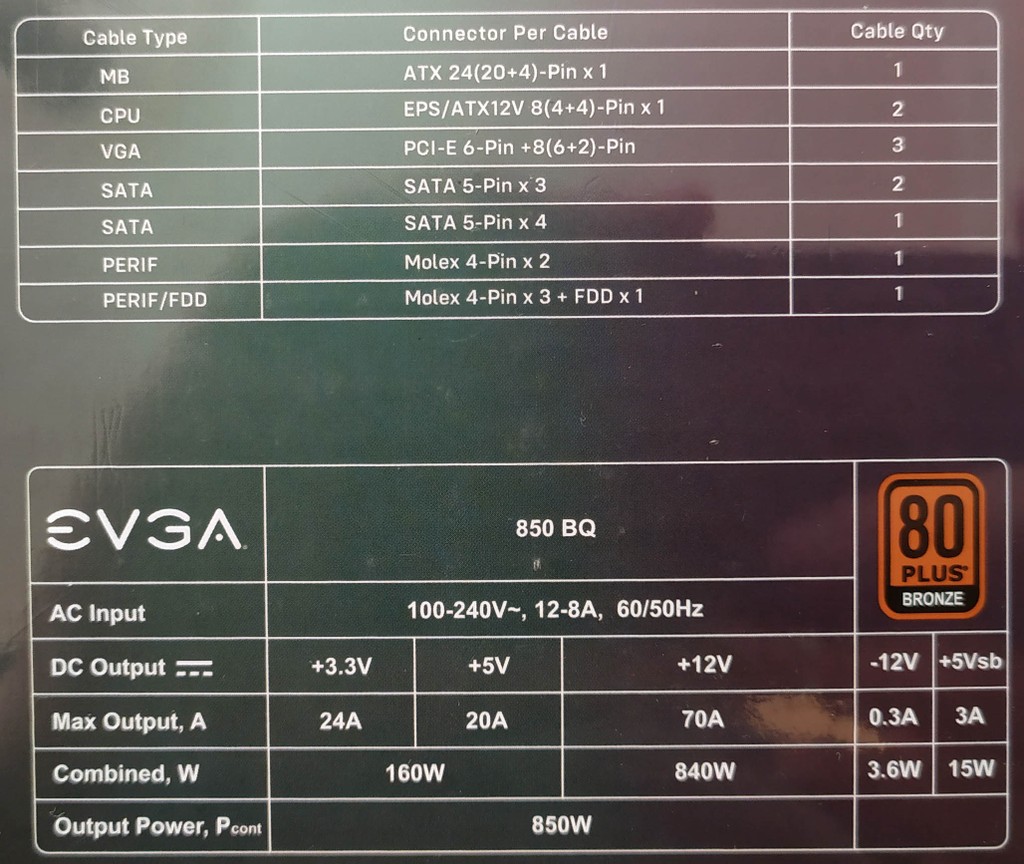 Cable Type Connector Per Cable Cable Qty
MB ATX 24(20+4)-Pin x 1 1
CPU EPS/ATX12V 8(4+4)-Pin x 1 2
VGA PCI-E 6-Pin +8(6+2)-Pin 3
SATA SATA 5-Pin x 3 2
SATA SATA 5-Pin x 4 1
PERIF Molex 4-Pin x 2 1
PERIF/FDD Molex 4-Pin x 3 + FDD x 1 1
EVGA 850 BQ
80
PLUS
BRONZE
AC Input 100-240V~, 12-8A, 60/50Hz
DC Output +3.3V +5V +12V -12V +5Vsb
Max Output, A 24A 20A 70A 0.3A 3A
Combined, W 160W 840W 3.6W 15W
Output Power, Pcont 850W